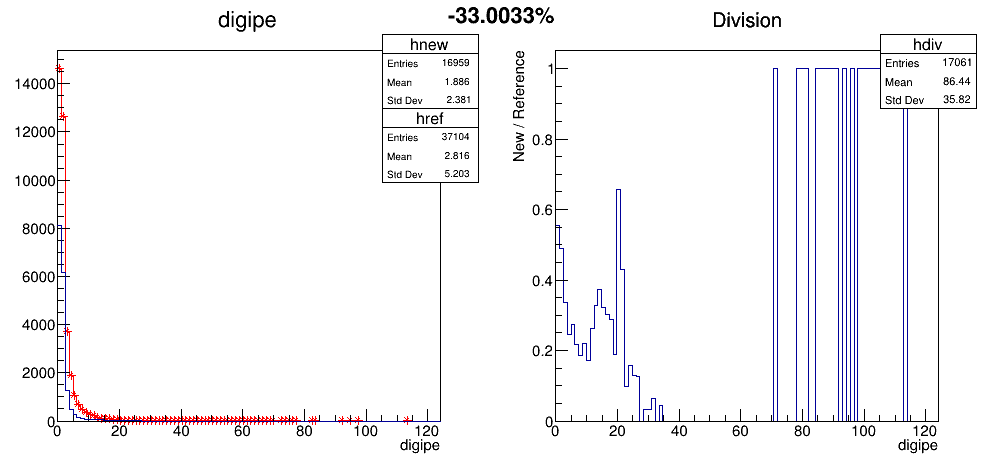 -33.0033%
digipe
hnew
Entries 16959
Mean 1.886
Std Dev 2.381
href
Entries 37104
Mean 2.816
Std Dev 5.203
14000
12000
10000
8000
6000
4000
2000
0
0 20 40 60 80 100 120
digipe
Division
hdiv
Entries 17061
Mean 86.44
Std Dev 35.82
New / Reference
1
0.8
0.6
0.4
0.2
0
0 20 40 60 80 100 120
digipe